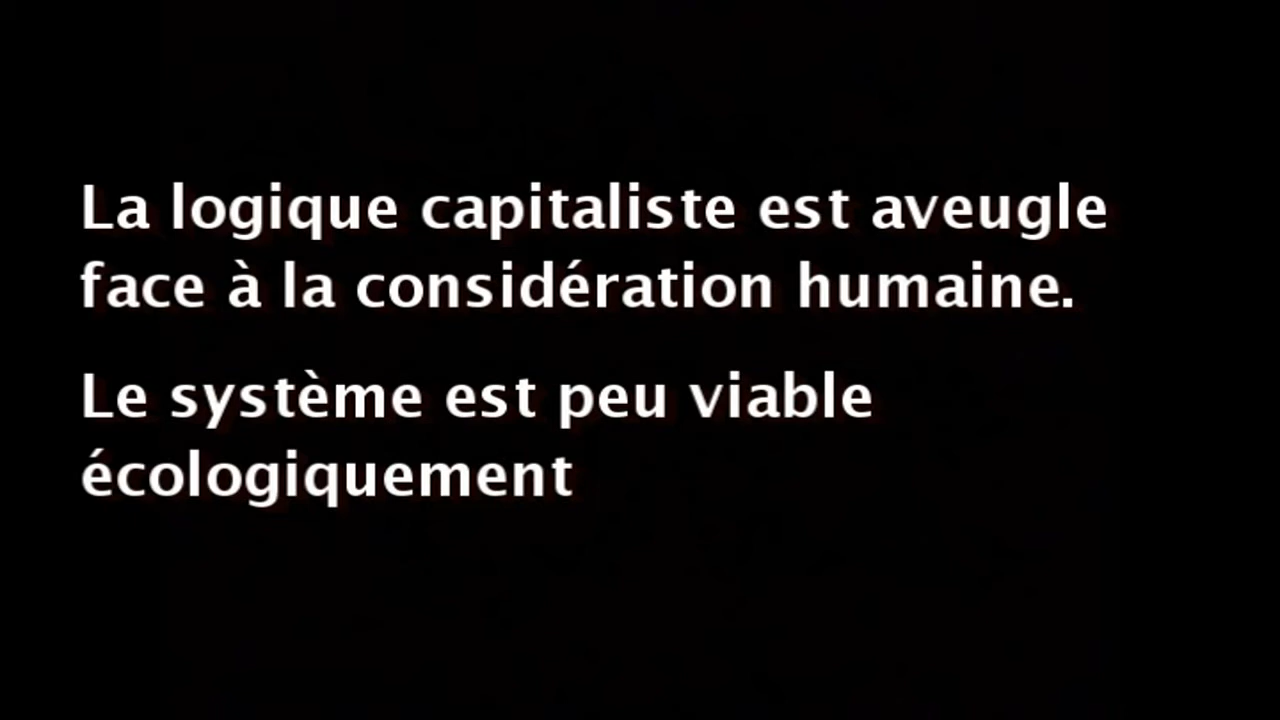 La logique capitaliste est aveugle
face à la considération humaine.
Le système est peu viable
écologiquement